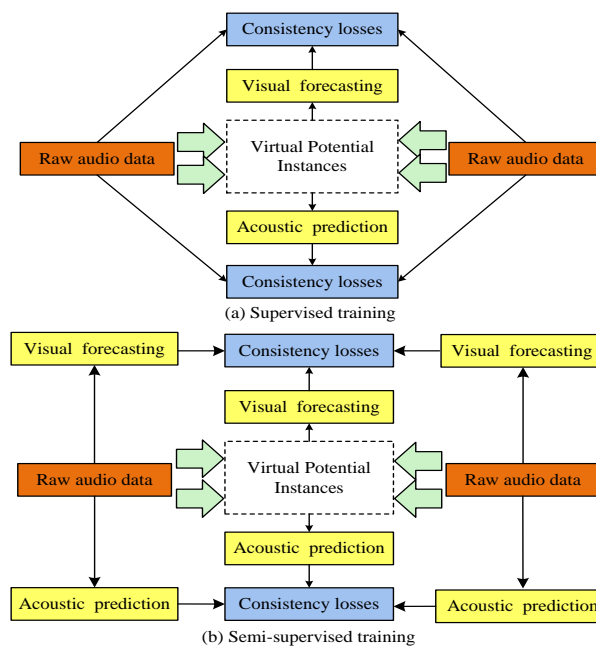 Consistency losses
Visual forecasting
Raw audio data
Virtual Potential
Instances
Raw audio data
Acoustic prediction
Consistency losses
(a) Supervised training
Visual forecasting
Consistency losses
Visual forecasting
Visual forecasting
Raw audio data
Virtual Potential
Instances
Raw audio data
Acoustic prediction
Acoustic prediction
Consistency losses
Acoustic prediction
(b) Semi-supervised training